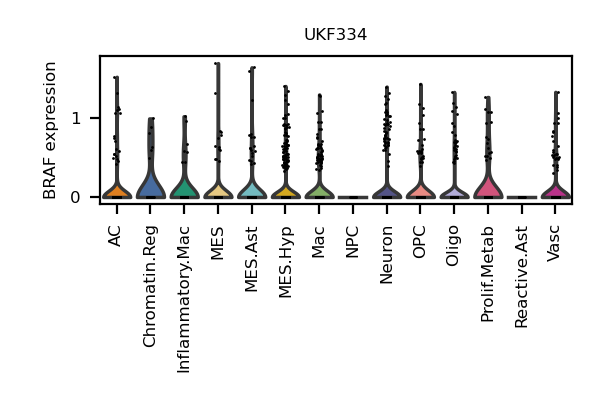 UKF334
BRAF expression
1
0
AC
Chromatin.Reg
Inflammatory.Mac
MES
MES.Ast
MES.Hyp
Mac
NPC
Neuron
OPC
Oligo
Prolif.Metab
Reactive.Ast
Vasc